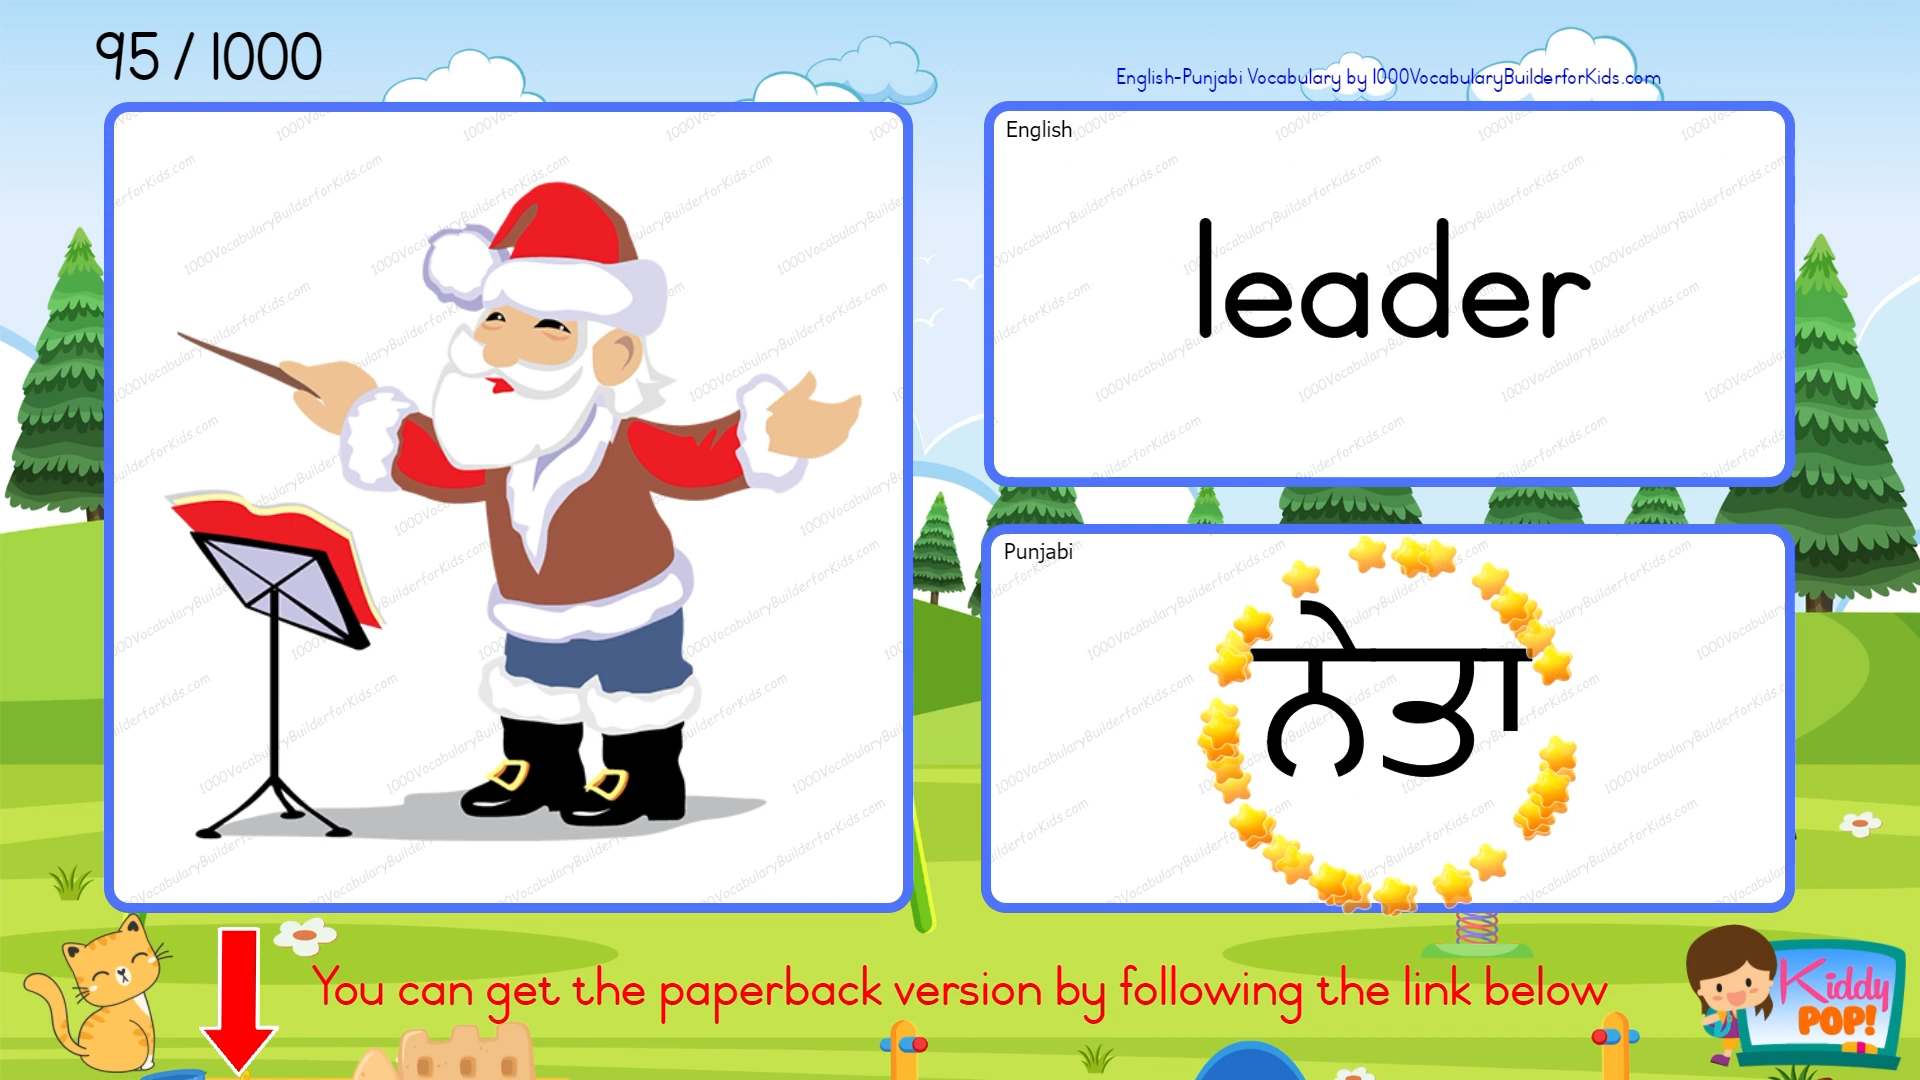 95 / 1000
English-Punjabi Vocabulary by 1000VocabularyBuilderforKids.com
English
leader
Punjabi
ਨੇਤਾ
You can get the paperback version by following the link below
Kiddy
POP!